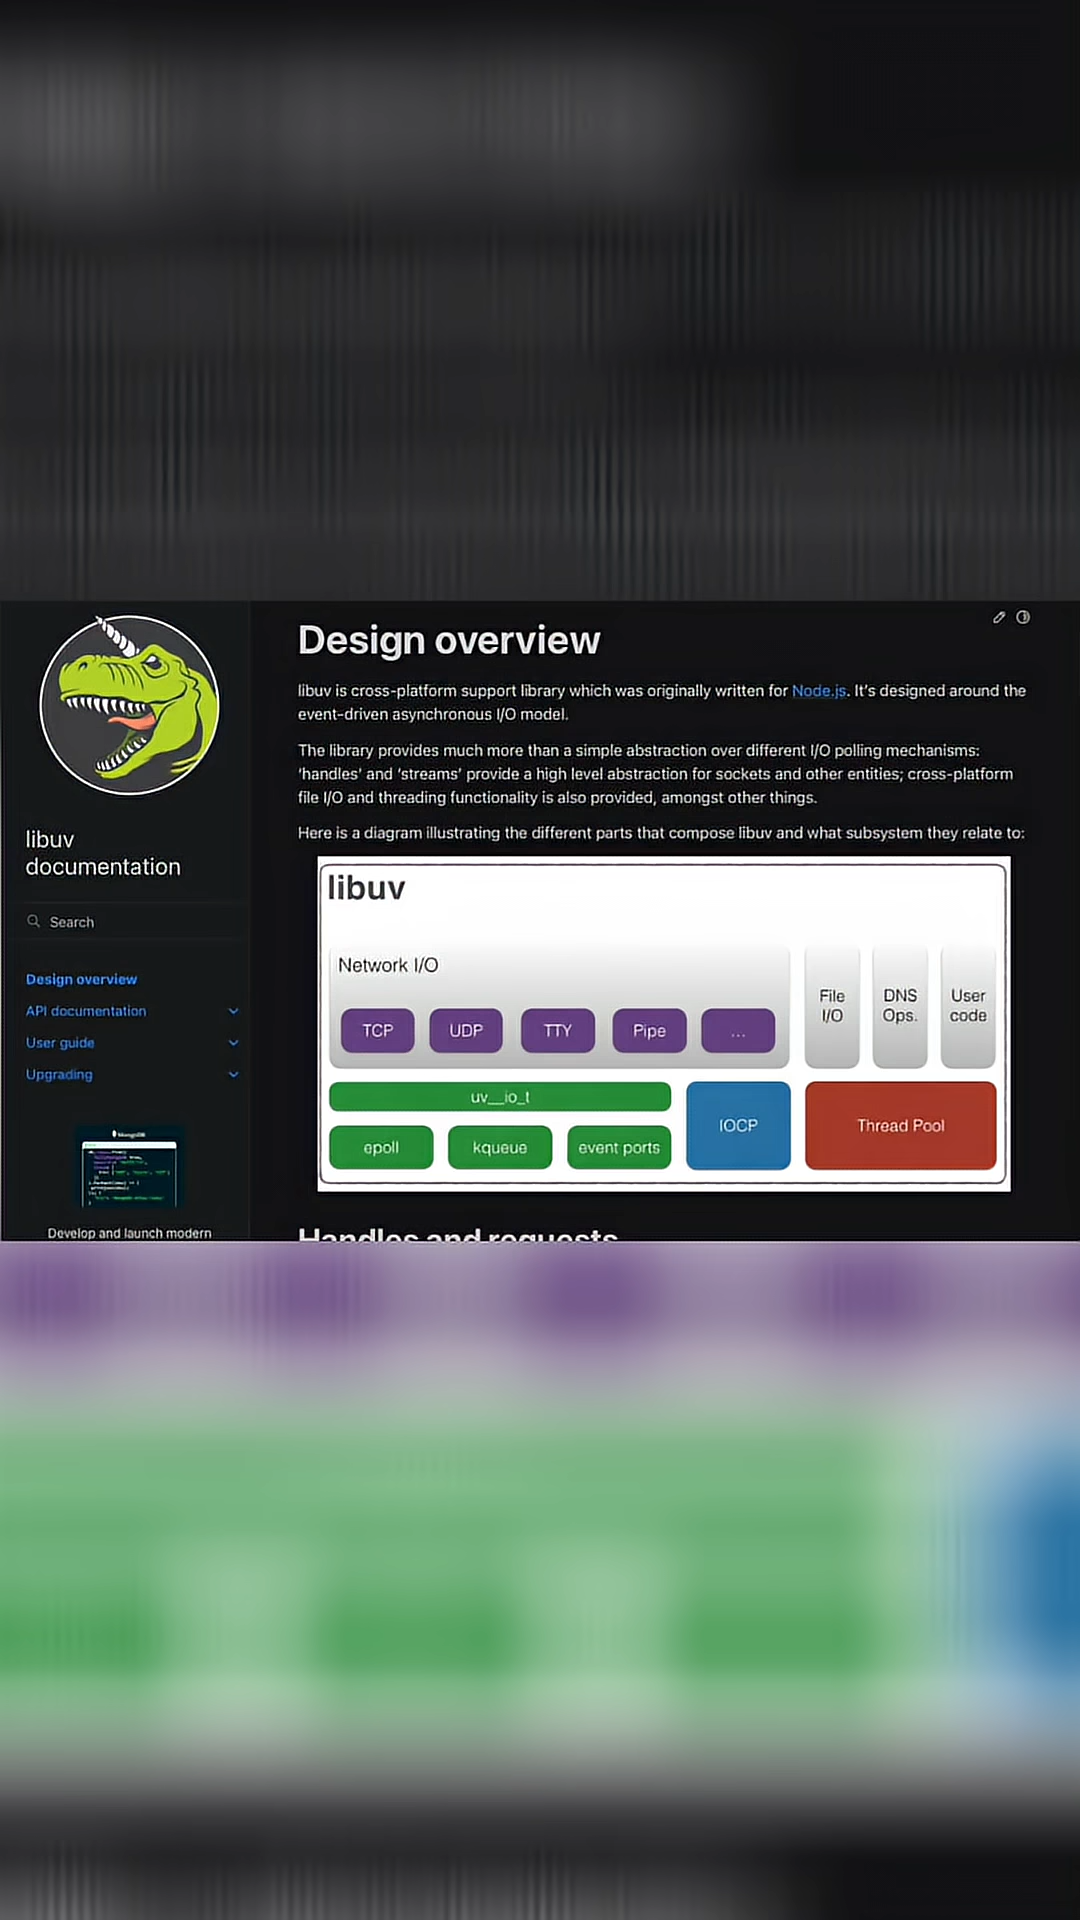 Design overview
libuv is cross-platform support library which was originally written for Node.js. It's designed around the
event-driven asynchronous I/O model.
The library provides much more than a simple abstraction over different I/O polling mechanisms:
'handles' and 'streams' provide a high level abstraction for sockets and other entities; cross-platform
file I/O and threading functionality is also provided, amongst other things.
Here is a diagram illustrating the different parts that compose libuv and what subsystem they relate to:
libuv
Network I/O
TCP
UDP
TTY
Pipe
...
File
I/O
DNS
Ops.
User
code
uv__io_t
epoll
kqueue
event ports
IOCP
Thread Pool
Handles and requests
libuv
documentation
Search
Design overview
API documentation
User guide
Upgrading
MongoDB
Develop and launch modern